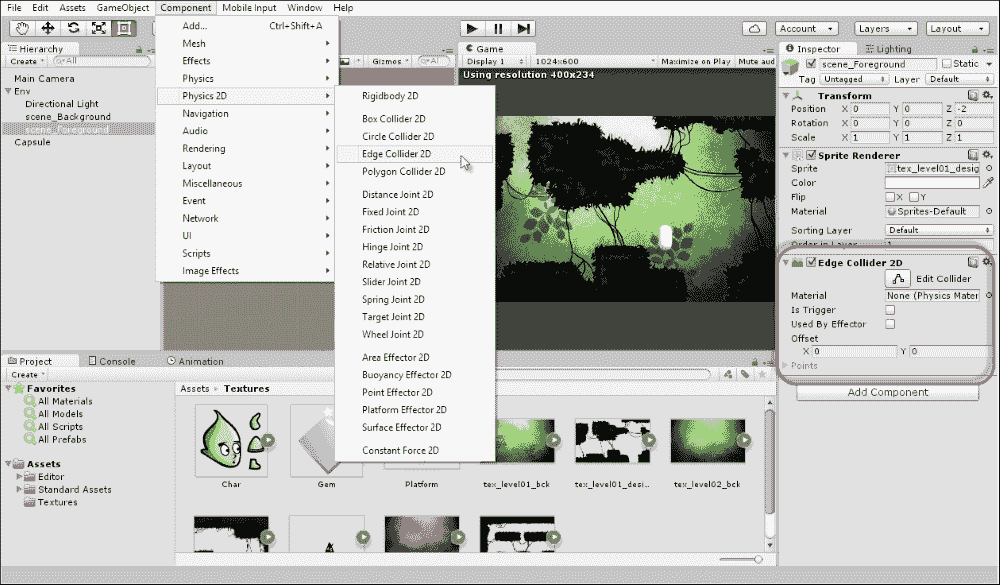 File Edit Assets GameObject Component Mobile Input Window Help
Account Layers Layout
Hierarchy
Create All
Main Camera
Env
Directional Light
scene_Background
scene_Foreground
Capsule
Add... Ctrl+Shift+A
Mesh
Effects
Physics
Physics 2D
Navigation
Audio
Rendering
Layout
Miscellaneous
Event
Network
UI
Scripts
Image Effects
Rigidbody 2D
Box Collider 2D
Circle Collider 2D
Edge Collider 2D
Polygon Collider 2D
Distance Joint 2D
Fixed Joint 2D
Friction Joint 2D
Hinge Joint 2D
Relative Joint 2D
Slider Joint 2D
Spring Joint 2D
Target Joint 2D
Wheel Joint 2D
Area Effector 2D
Buoyancy Effector 2D
Point Effector 2D
Platform Effector 2D
Surface Effector 2D
Constant Force 2D
Gizmos All
Game
Display 1 1024x600 Maximize on Play Mute aud
Using resolution 400x234
Inspector Lighting
scene_Foreground Static
Tag Untagged Layer Default
Transform
Position X 0 Y 0 Z -2
Rotation X 0 Y 0 Z 0
Scale X 1 Y 1 Z 1
Sprite Renderer
Sprite tex_level01_desig
Color
Flip X Y
Material Sprites-Default
Sorting Layer Default
Order in Layer 1
Edge Collider 2D
Edit Collider
Material None (Physics Mater
Is Trigger
Used By Effector
Offset
X 0 Y 0
Points
Add Component
Project Console Animation
Create
Favorites
All Materials
All Models
All Scripts
All Prefabs
Assets
Editor
Standard Assets
Textures
Assets Textures
Char Gem Platform tex_level01_bck tex_level01_desi... tex_level02_bck